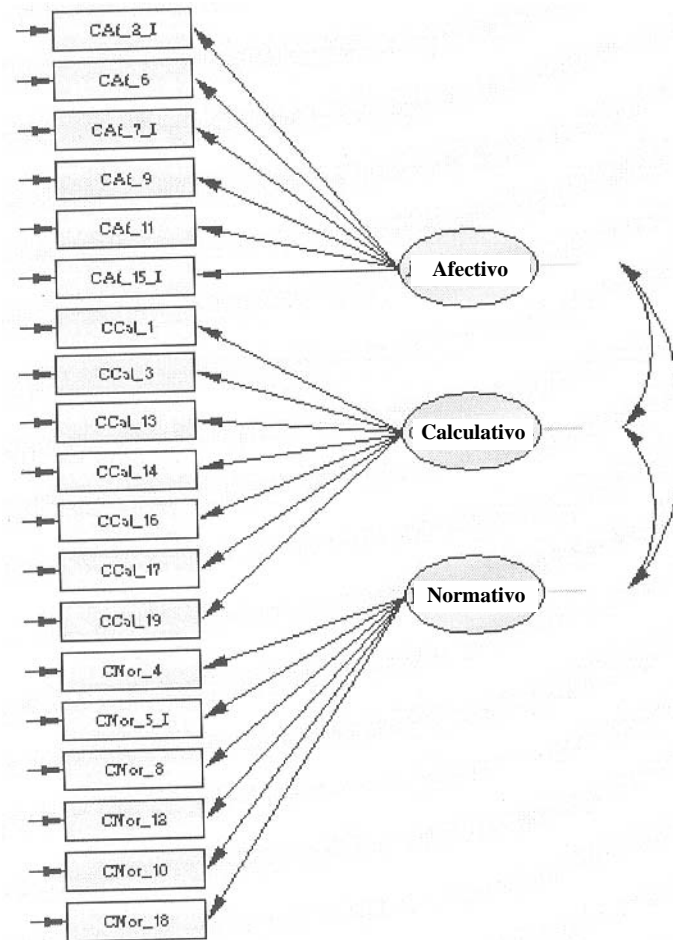 CAf_2_I
CAf_6
CAf_7_I
CAf_9
CAf_11
CAf_15_I
Afectivo
CCal_1
CCal_3
CCal_13
CCal_14
CCal_16
CCal_17
CCal_19
Calculativo
CNor_4
CNor_5_I
CNor_8
CNor_12
CNor_10
CNor_18
Normativo